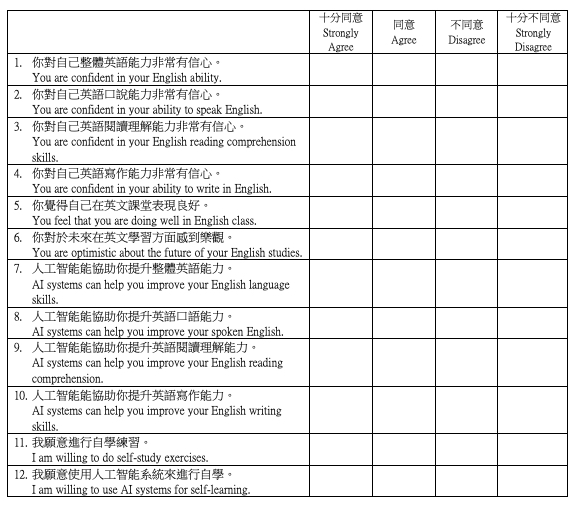 十分同意 同意 不同意 十分不同意
Strongly Agree Disagree Strongly
Agree Disagree
1. 你對自己整體英語能力非常有信心。
You are confident in your English ability.
2. 你對自己英語口說能力非常有信心。
You are confident in your ability to speak English.
3. 你對自己英語閱讀理解能力非常有信心。
You are confident in your English reading comprehension
skills.
4. 你對自己英語寫作能力非常有信心。
You are confident in your ability to write in English.
5. 你覺得自己在英文課堂表現良好。
You feel that you are doing well in English class.
6. 你對於未來在英文學習方面感到樂觀。
You are optimistic about the future of your English studies.
7. 人工智能能協助你提升整體英語能力。
AI systems can help you improve your English language
skills.
8. 人工智能能協助你提升英語口語能力。
AI systems can help you improve your spoken English.
9. 人工智能能協助你提升英語閱讀理解能力。
AI systems can help you improve your English reading
comprehension.
10. 人工智能能協助你提升英語寫作能力。
AI systems can help you improve your English writing
skills.
11. 我願意進行自學練習。
I am willing to do self-study exercises.
12. 我願意使用人工智能系統來進行自學。
I am willing to use AI systems for self-learning.